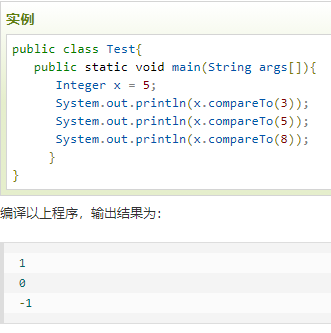 实例
public class Test{
   public static void main(String args[]){
      Integer x = 5;
      System.out.println(x.compareTo(3));
      System.out.println(x.compareTo(5));
      System.out.println(x.compareTo(8));
     }
}
编译以上程序，输出结果为：
1
0
-1